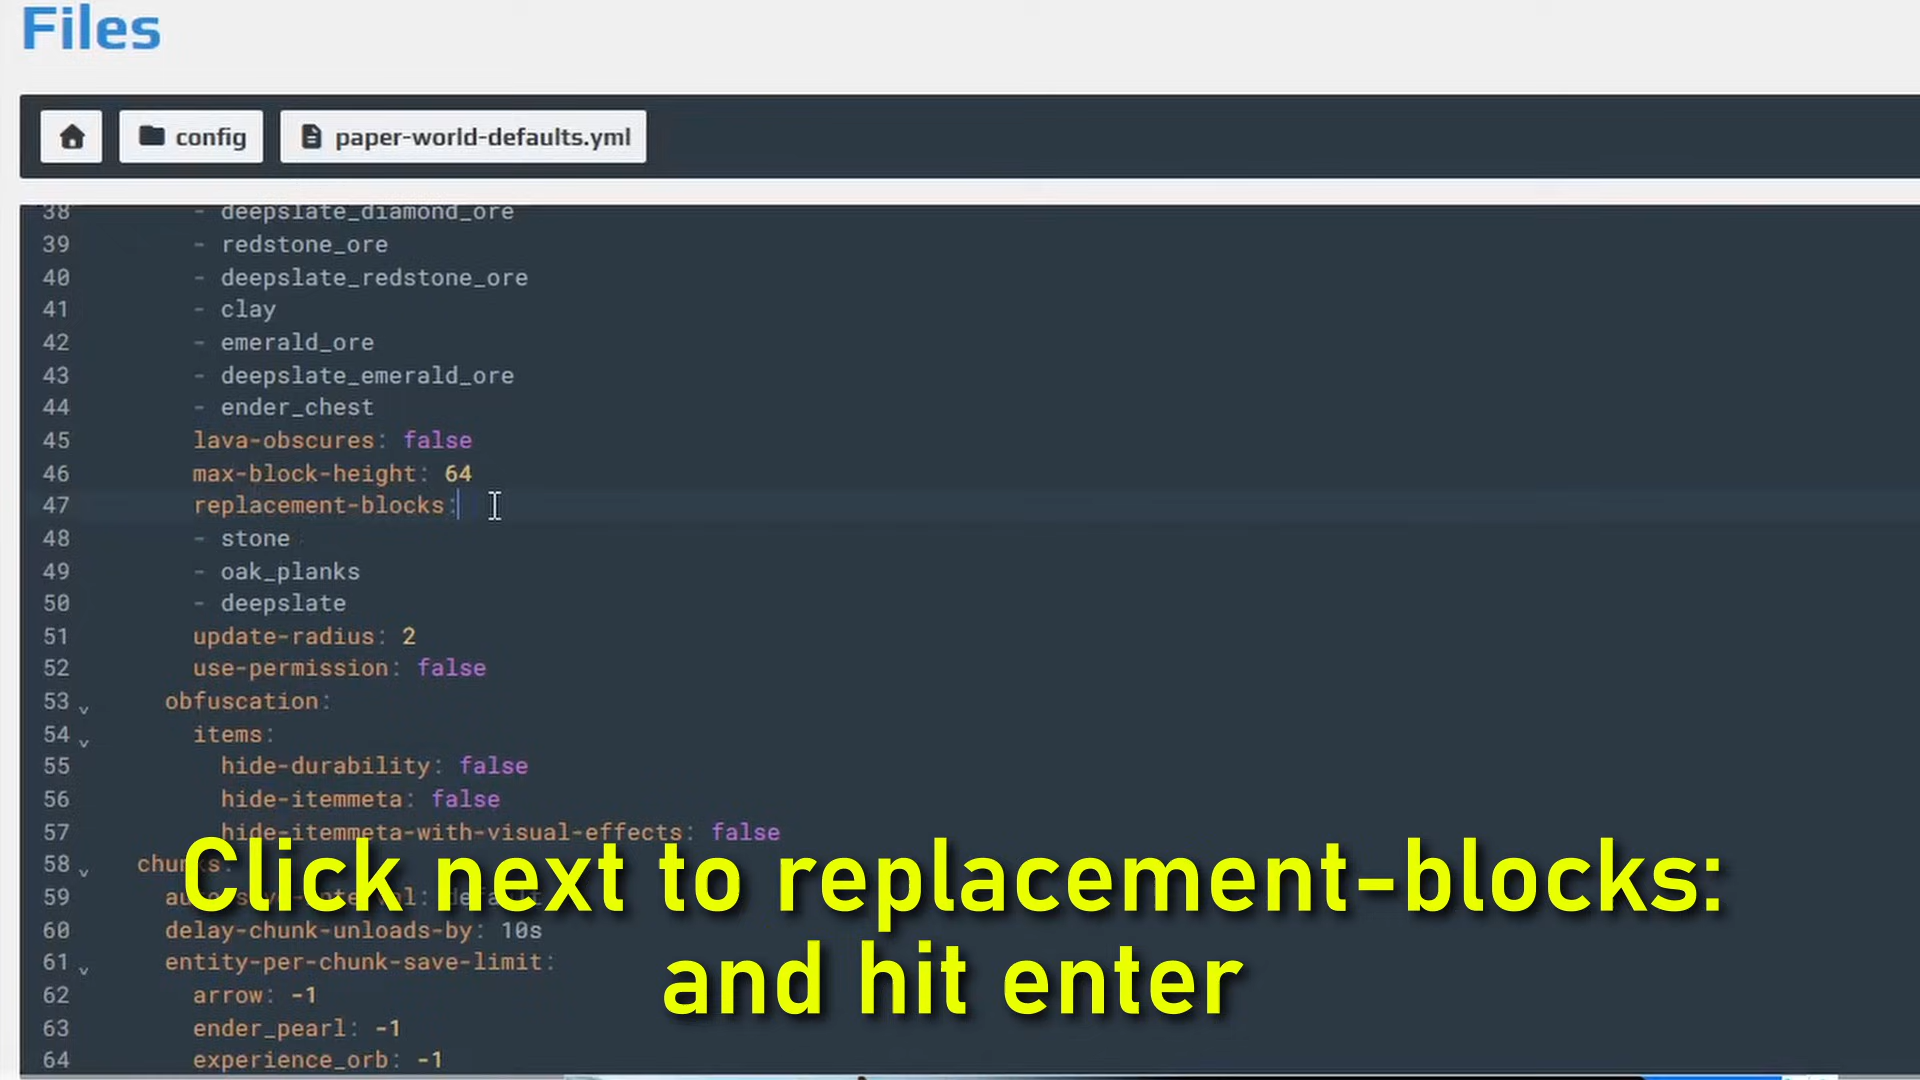 Files
config
paper-world-defaults.yml
38 - deepslate_diamond_ore
39 - redstone_ore
40 - deepslate_redstone_ore
41 - clay
42 - emerald_ore
43 - deepslate_emerald_ore
44 - ender_chest
45 lava-obscures: false
46 max-block-height: 64
47 replacement-blocks:
48 - stone
49 - oak_planks
50 - deepslate
51 update-radius: 2
52 use-permission: false
53 obfuscation:
54 items:
55 hide-durability: false
56 hide-itemmeta: false
57 hide-itemmeta-with-visual-effects: false
58 chunks:
59
60 delay-chunk-unloads-by: 10s
61 entity-per-chunk-save-limit:
62 arrow: -1
63 ender_pearl: -1
64 experience_orb: -1
Click next to replacement-blocks:
and hit enter